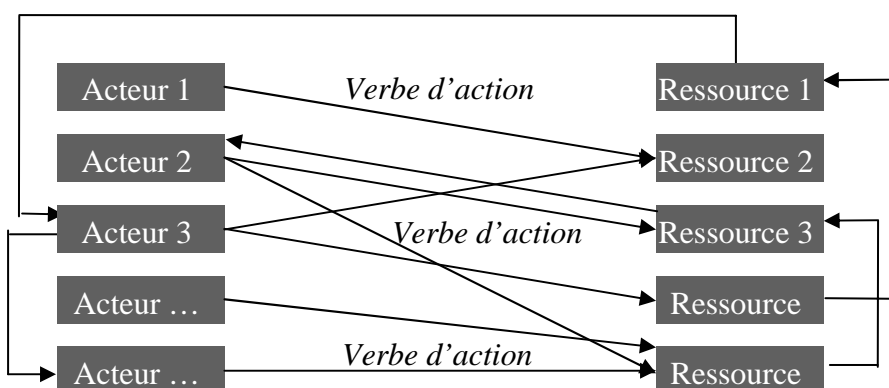 Acteur 1
Verbe d'action
Ressource 1
Acteur 2
Ressource 2
Acteur 3
Verbe d'action
Ressource 3
Acteur …
Ressource
Acteur …
Verbe d'action
Ressource